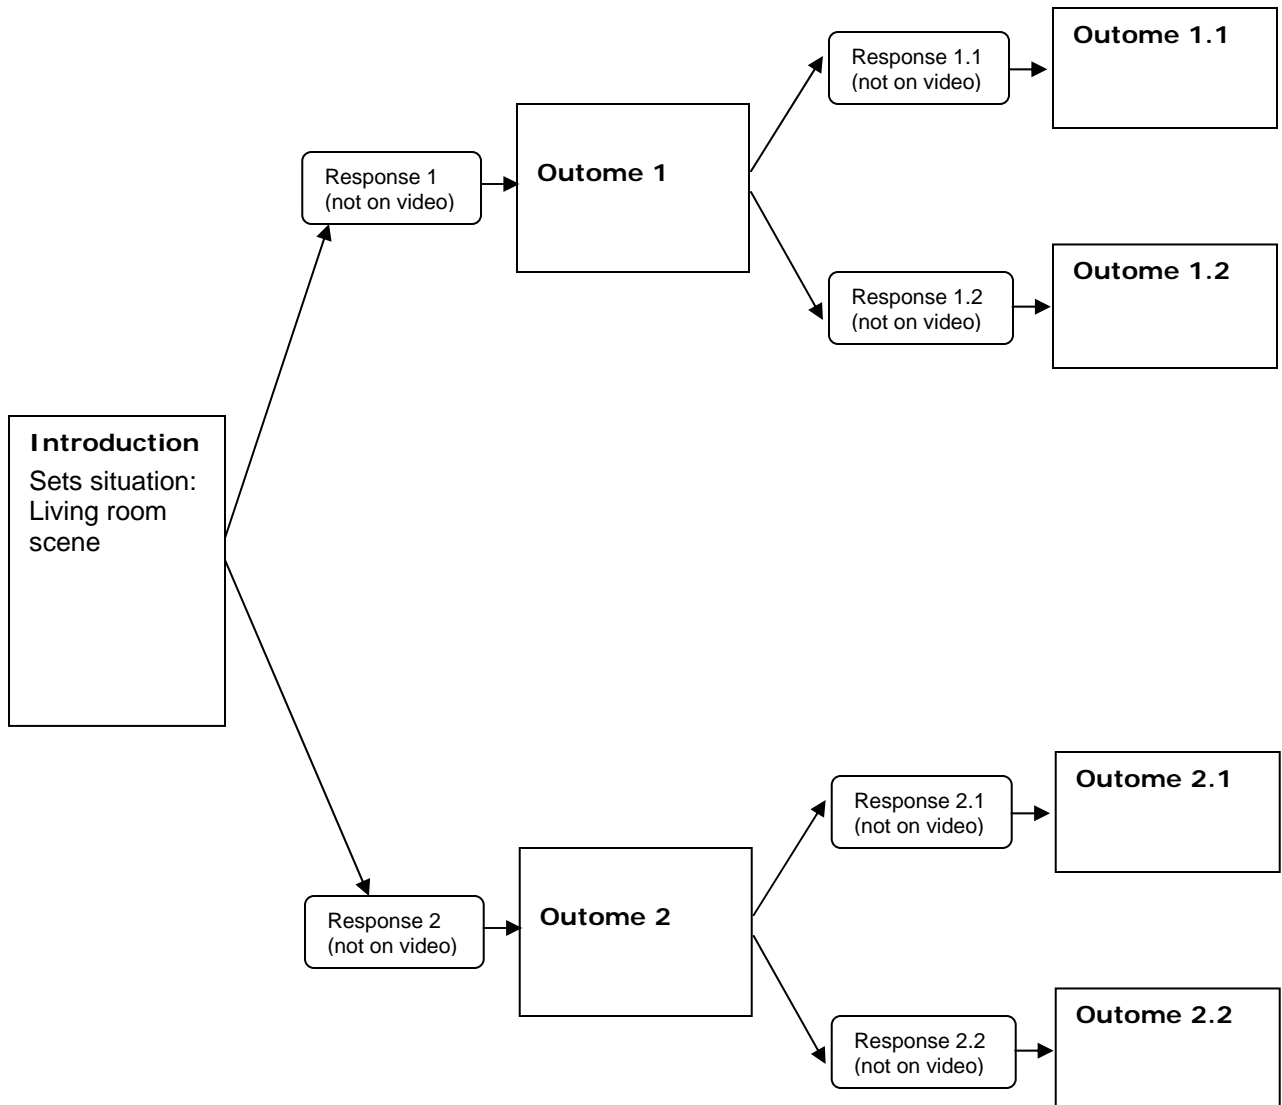 Introduction
Sets situation:
Living room
scene
Response 1
(not on video)
Outome 1
Response 1.1
(not on video)
Outome 1.1
Response 1.2
(not on video)
Outome 1.2
Response 2
(not on video)
Outome 2
Response 2.1
(not on video)
Outome 2.1
Response 2.2
(not on video)
Outome 2.2